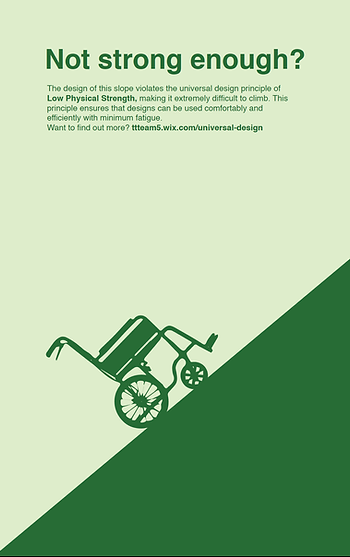 Not strong enough?
The design of this slope violates the universal design principle of
Low Physical Strength, making it extremely difficult to climb. This
principle ensures that designs can be used comfortably and
efficiently with minimum fatigue.
Want to find out more? ttteam5.wix.com/universal-design